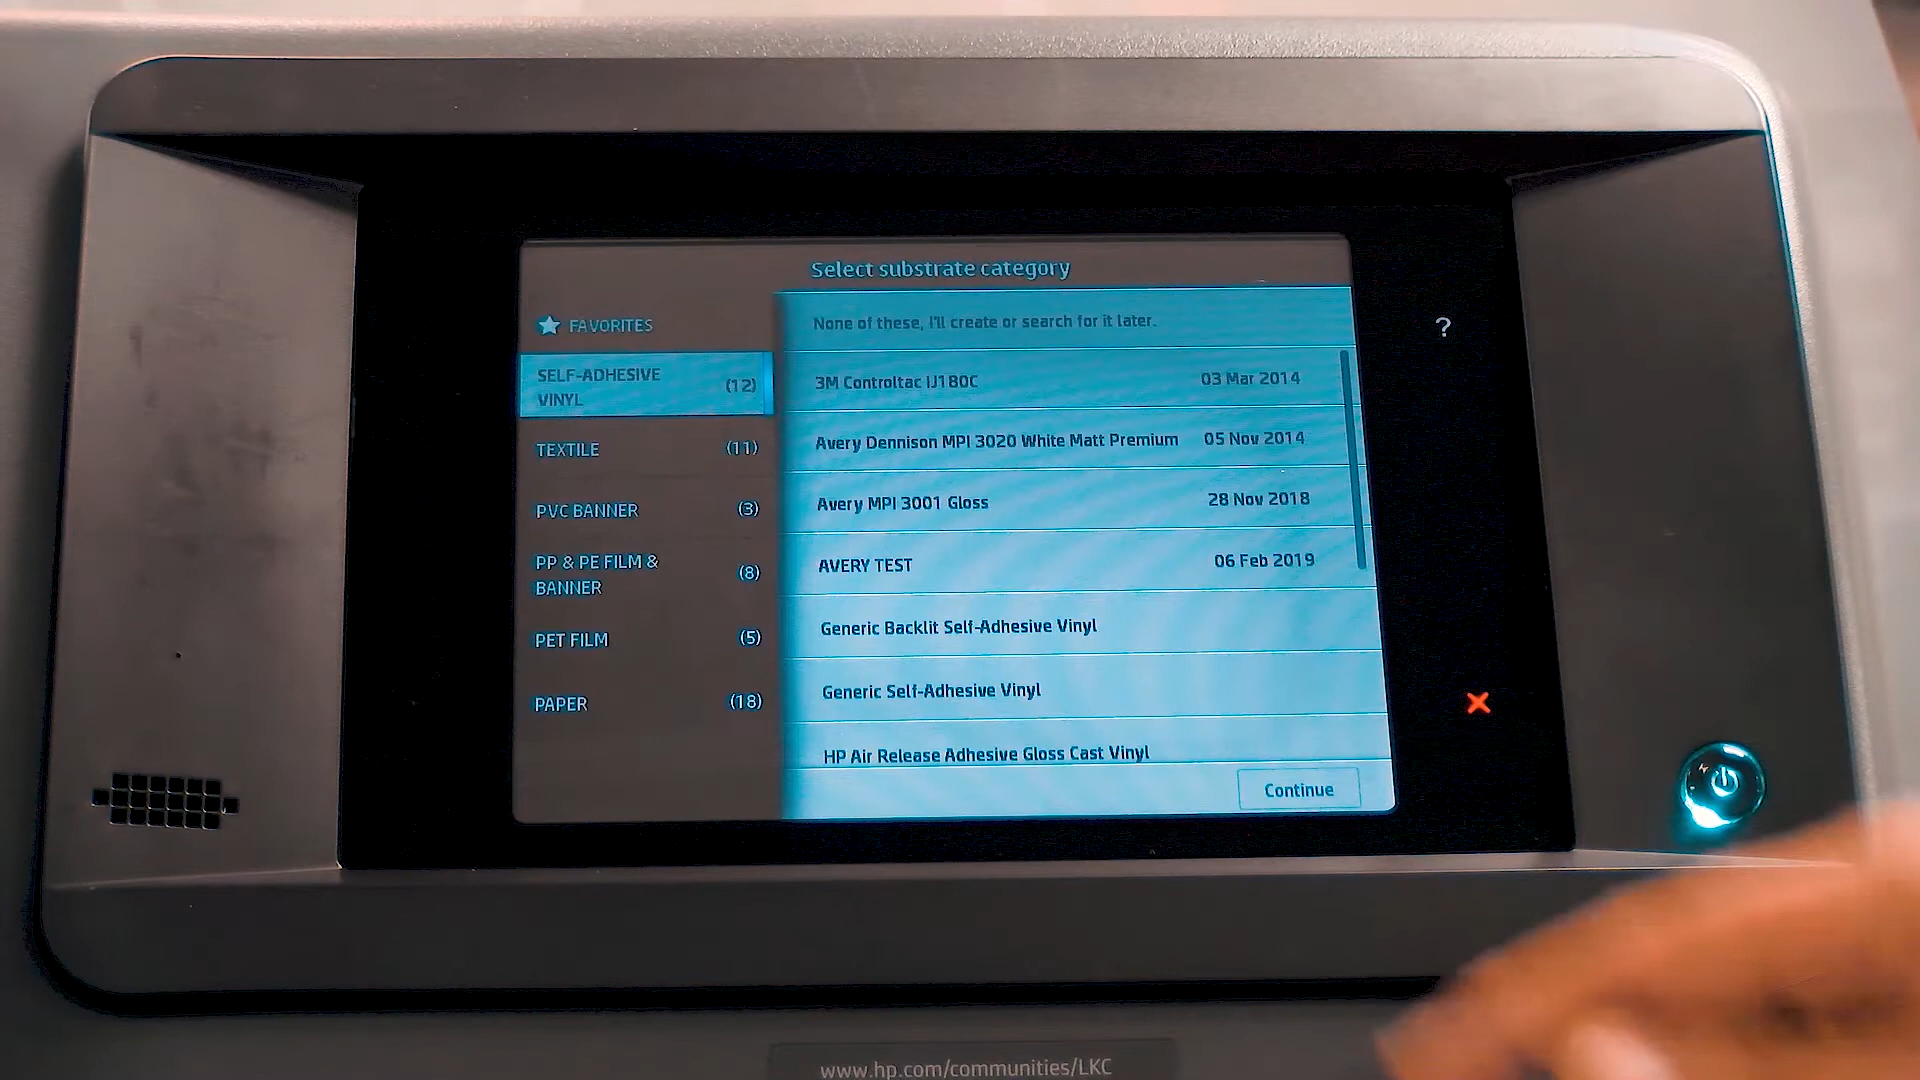 Select substrate category
FAVORITES
SELF-ADHESIVE
VINYL
(12)
TEXTILE (11)
PVC BANNER (3)
PP & PE FILM &
BANNER
(8)
PET FILM (5)
PAPER (18)
None of these, I'll create or search for it later.
3M Controltac IJ180C 03 Mar 2014
Avery Dennison MPI 3020 White Matt Premium 05 Nov 2014
Avery MPI 3001 Gloss 28 Nov 2018
AVERY TEST 06 Feb 2019
Generic Backlit Self-Adhesive Vinyl
Generic Self-Adhesive Vinyl
HP Air Release Adhesive Gloss Cast Vinyl
Continue
?
www.hp.com/communities/LKC